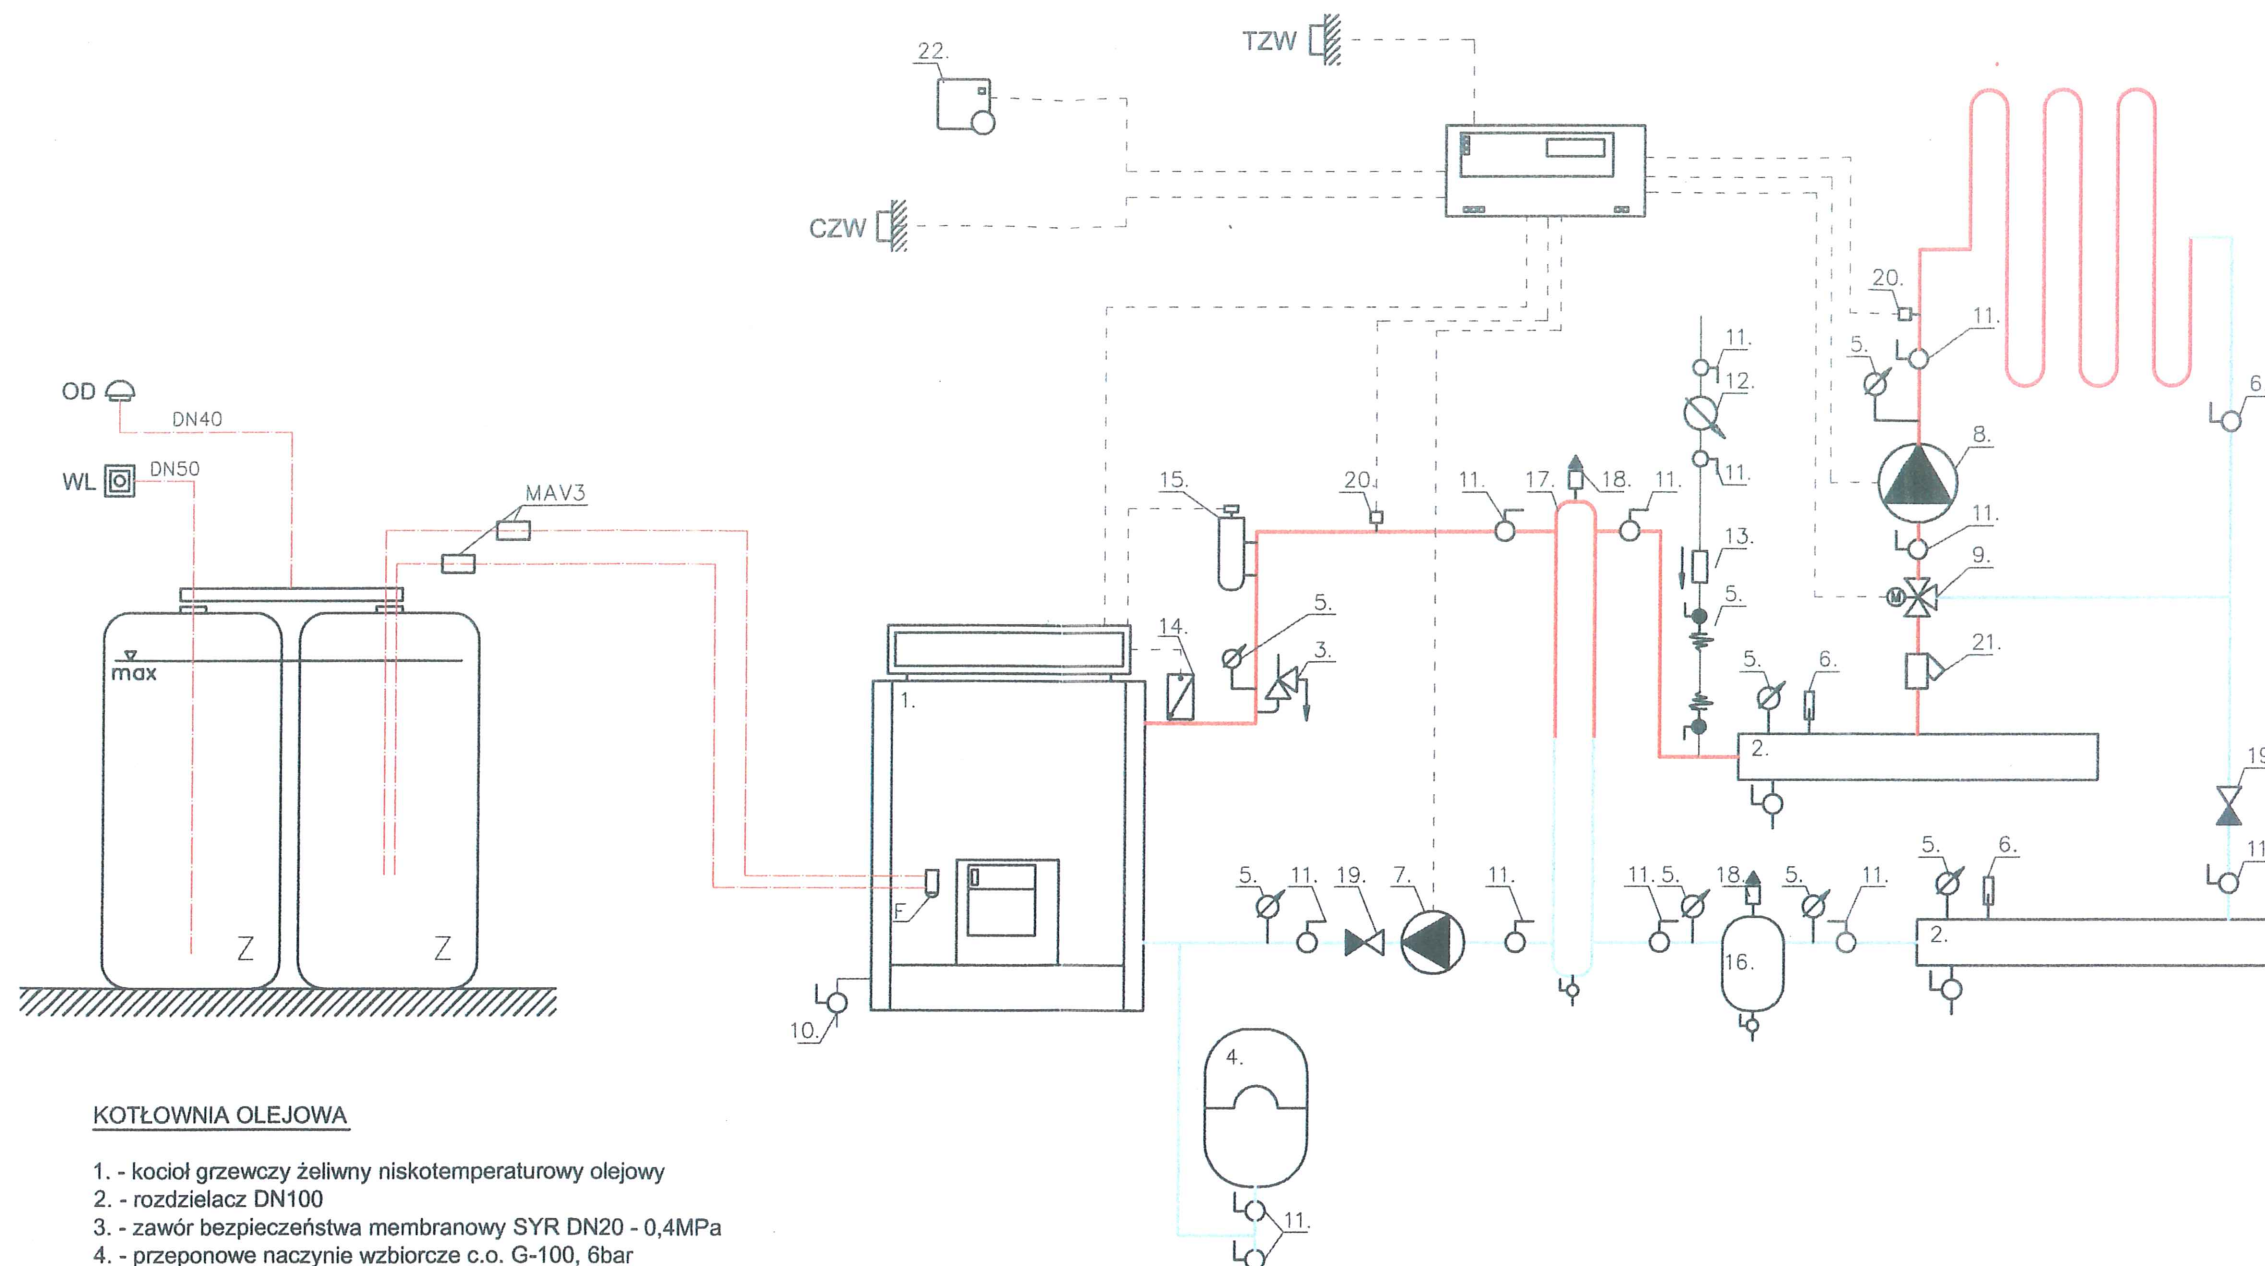 TZW
22.
CZW
20.
11.
5.
11.
12.
6
OD
DN40
8.
WL
DN50
MAV3
15.
20.
11.
17.
18.
11.
11.
11.
13.
9.
M
5.
5.
14.
3.
max
1.
5.
6.
21.
2.
19
5.
6.
11
5.
11.
19.
7.
11.
11.
5.
18.
5.
11.
F
Z
Z
2.
16.
10.
4.
11.
KOTŁOWNIA OLEJOWA
1. - kocioł grzewczy żeliwny niskotemperaturowy olejowy
2. - rozdzielacz DN100
3. - zawór bezpieczeństwa membranowy SYR DN20 - 0,4MPa
4. - przeponowe naczynie wzbiorcze c.o. G-100, 6bar